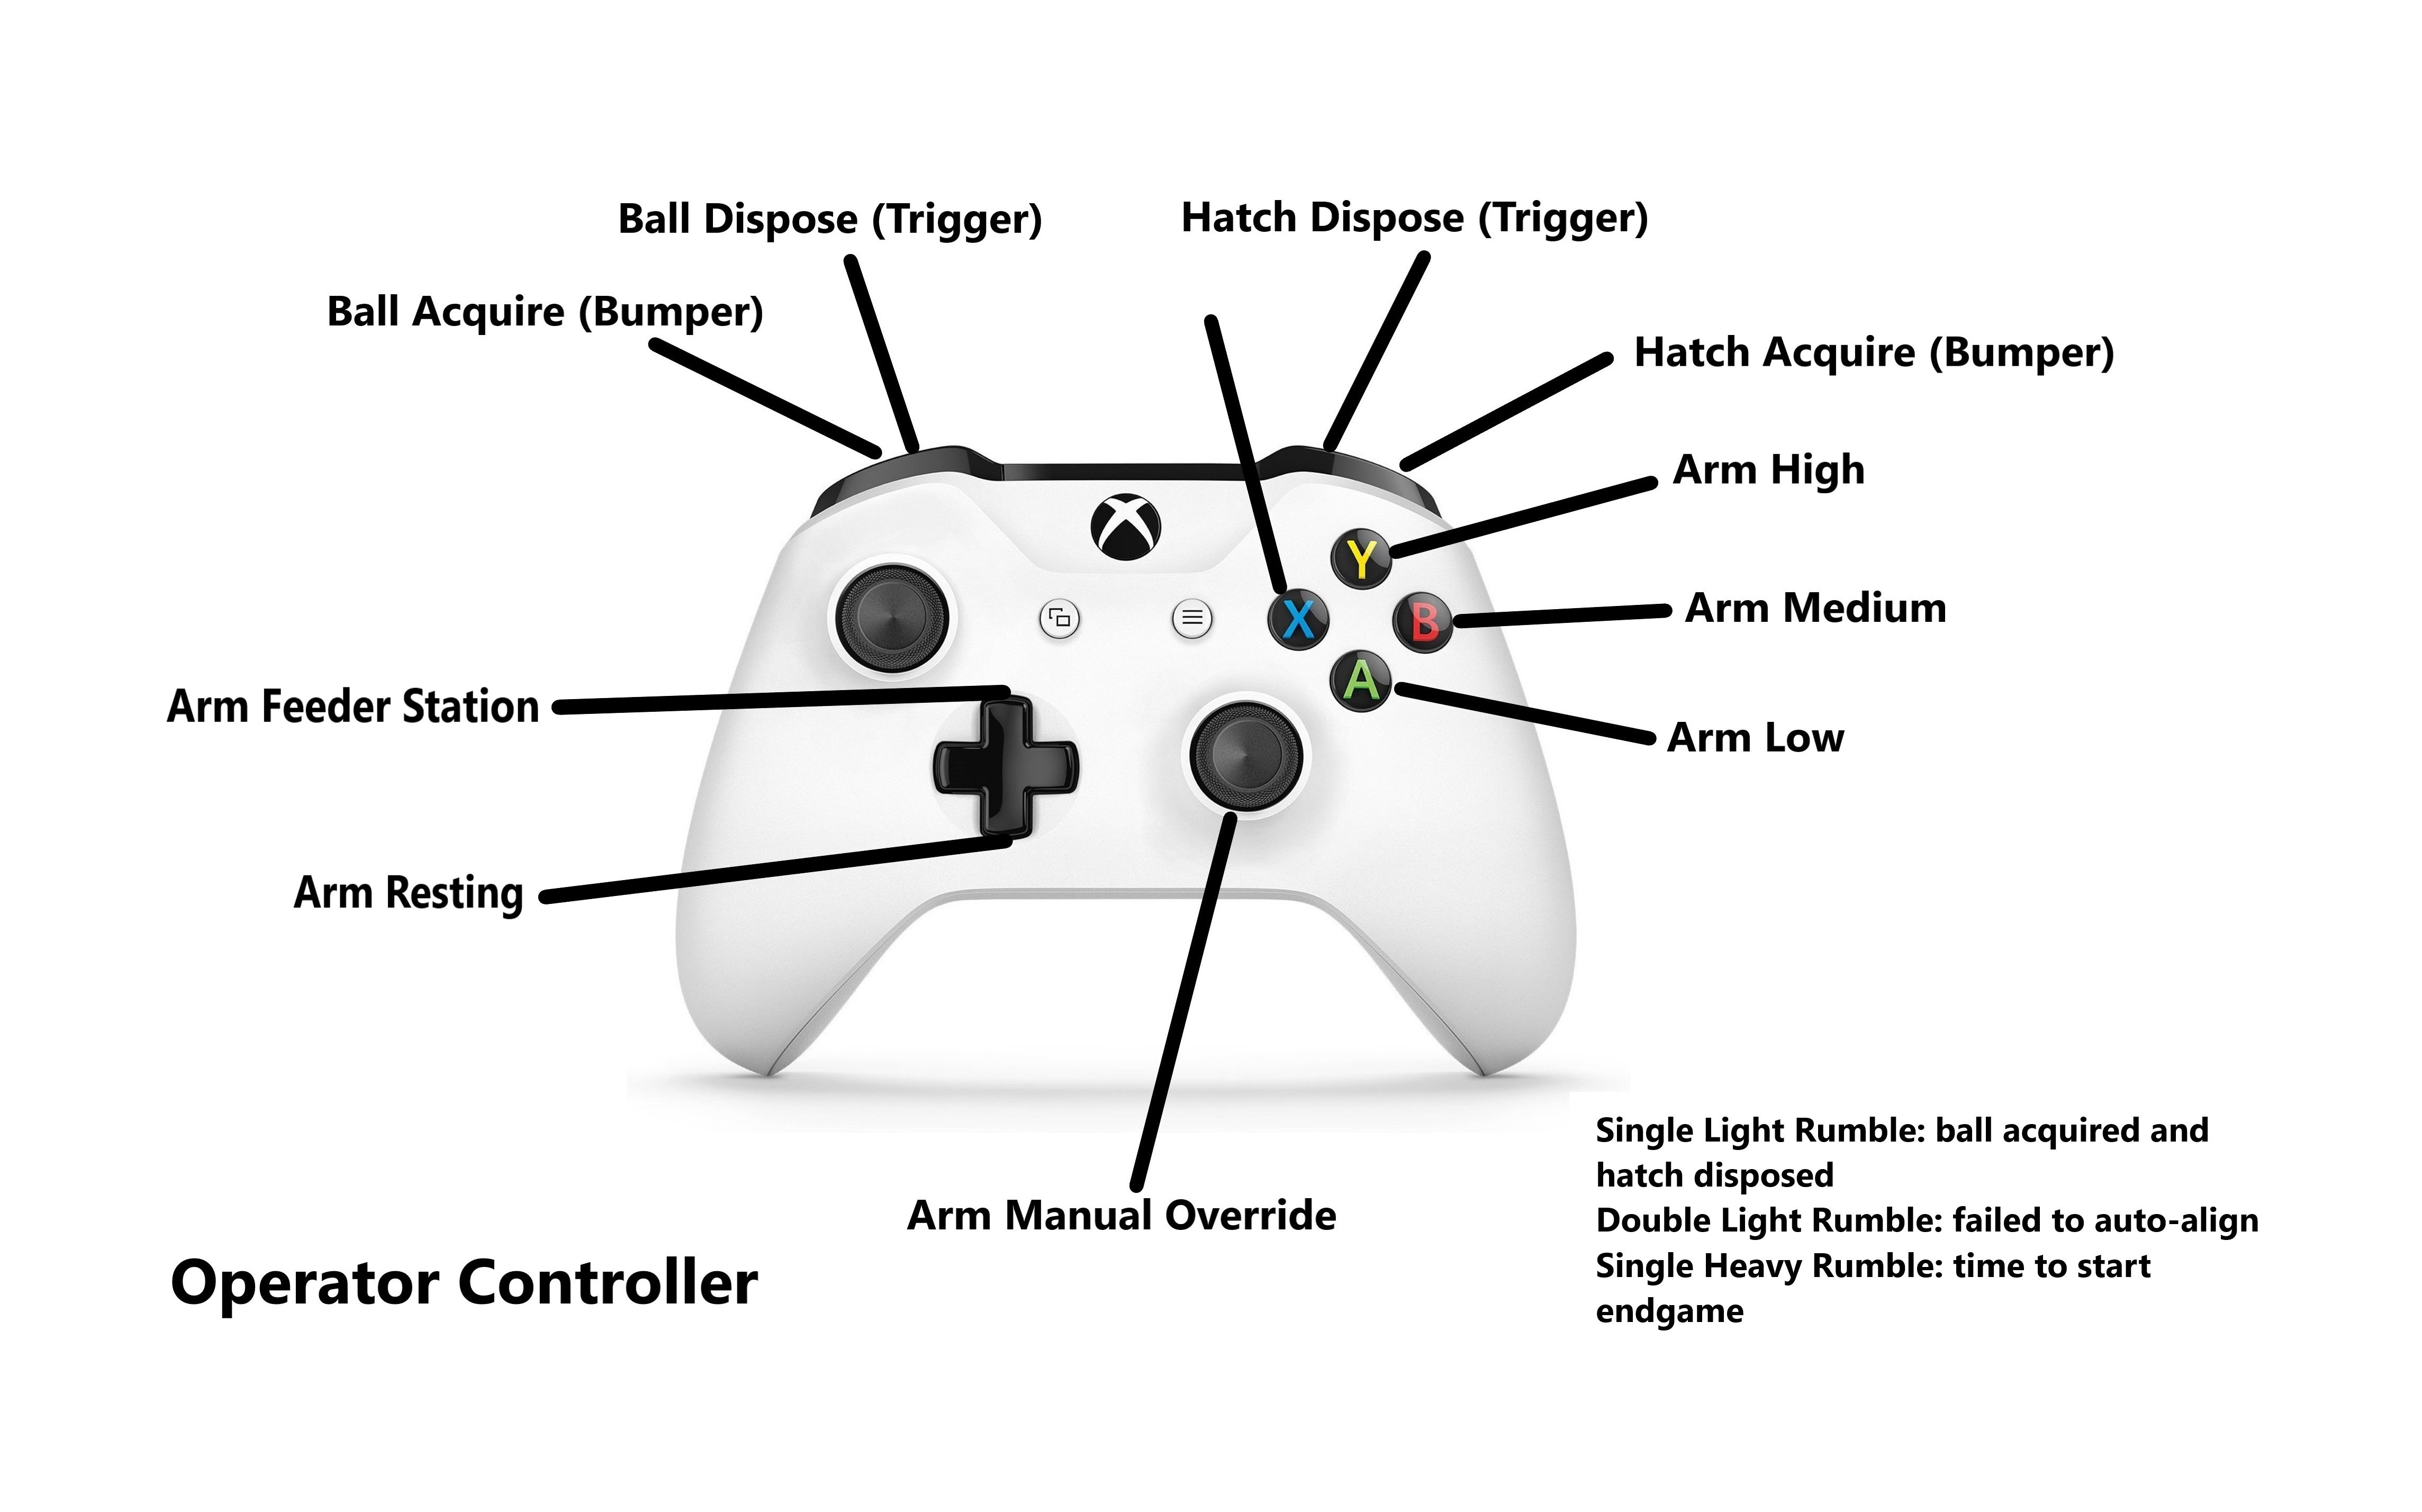 Ball Dispose (Trigger)
Hatch Dispose (Trigger)
Ball Acquire (Bumper)
Hatch Acquire (Bumper)
Arm High
Y
X
B
Arm Medium
A
Arm Feeder Station
Arm Low
Arm Resting
Single Light Rumble: ball acquired and
hatch disposed
Double Light Rumble: failed to auto-align
Single Heavy Rumble: time to start
endgame
Arm Manual Override
Operator Controller